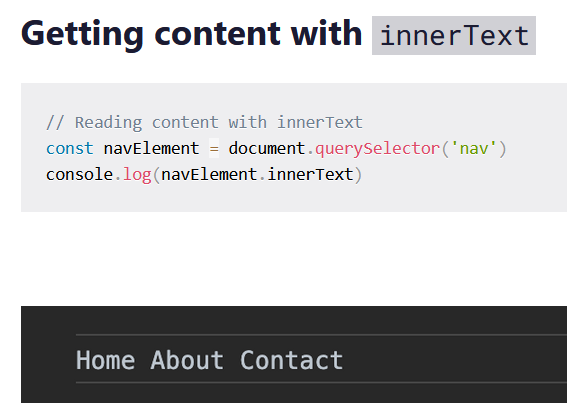 Getting content with innerText
// Reading content with innerText
const navElement = document.querySelector('nav')
console.log(navElement.innerText)
Home About Contact